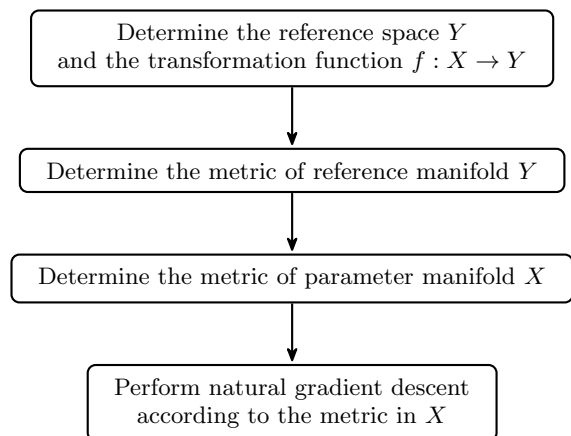 Determine the reference space Y
and the transformation function f : X → Y
Determine the metric of reference manifold Y
Determine the metric of parameter manifold X
Perform natural gradient descent
according to the metric in X